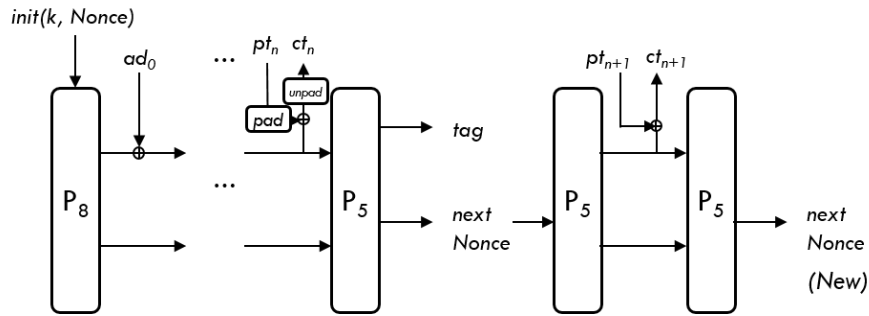 init(k, Nonce)
ad0
...
ptn
ctn
unpad
pad
P8
...
P5
tag
next
Nonce
P5
ptn+1
ctn+1
P5
next
Nonce
(New)